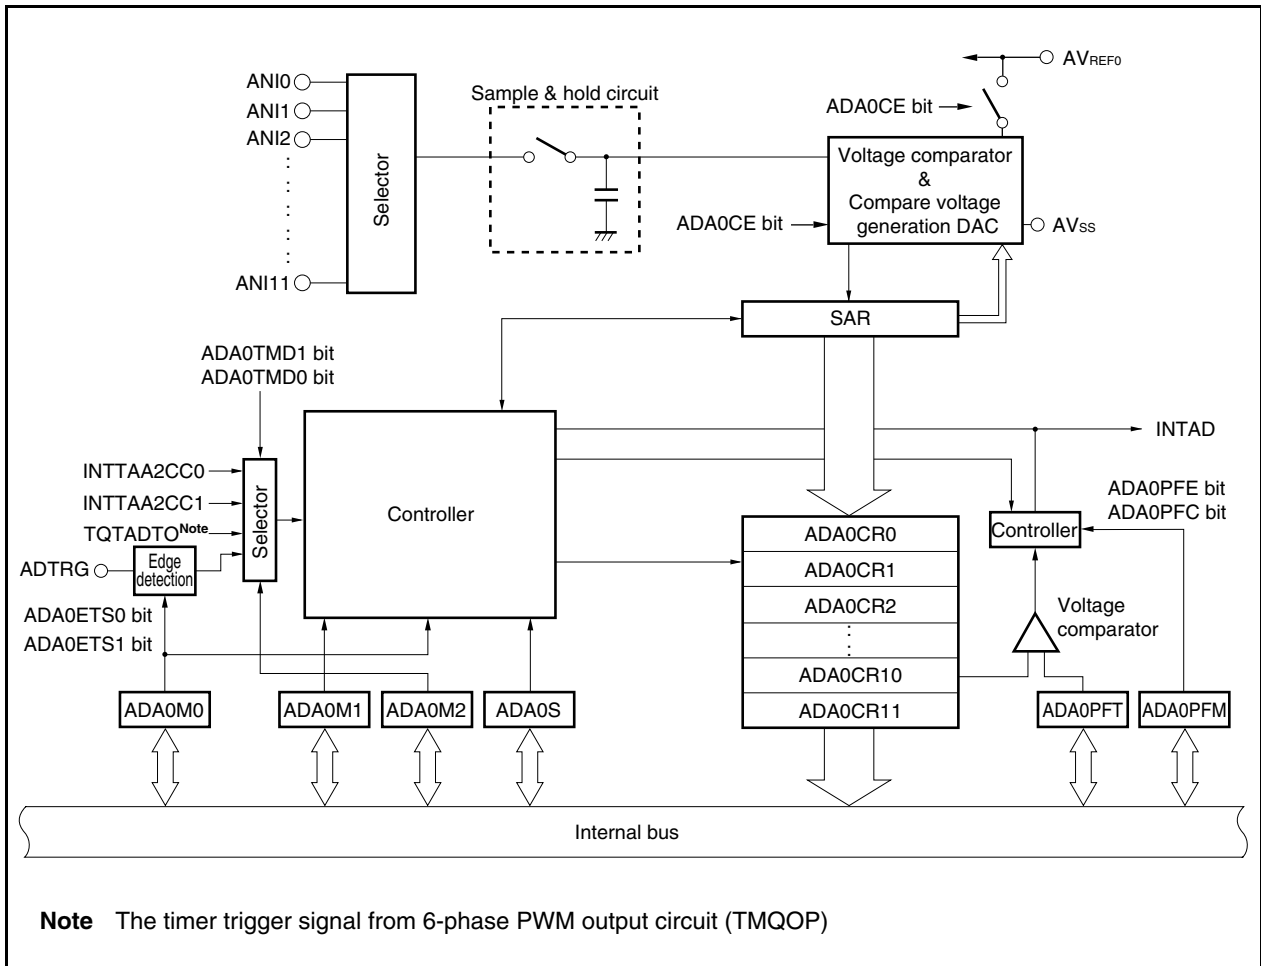 ANI0
ANI1
ANI2
ANI11
Selector
Sample & hold circuit
AVREF0
ADA0CE bit
Voltage comparator
&
Compare voltage
generation DAC
ADA0CE bit
AVSS
SAR
ADA0TMD1 bit
ADA0TMD0 bit
INTTAA2CC0
INTTAA2CC1
TQTADTO Note
ADTRG
Edge
detection
Selector
ADA0ETS0 bit
ADA0ETS1 bit
Controller
INTAD
ADA0PFE bit
ADA0PFC bit
Controller
Voltage
comparator
ADA0CR0
ADA0CR1
ADA0CR2
ADA0CR10
ADA0CR11
ADA0M0
ADA0M1
ADA0M2
ADA0S
ADA0PFT
ADA0PFM
Internal bus
Note The timer trigger signal from 6-phase PWM output circuit (TMQOP)